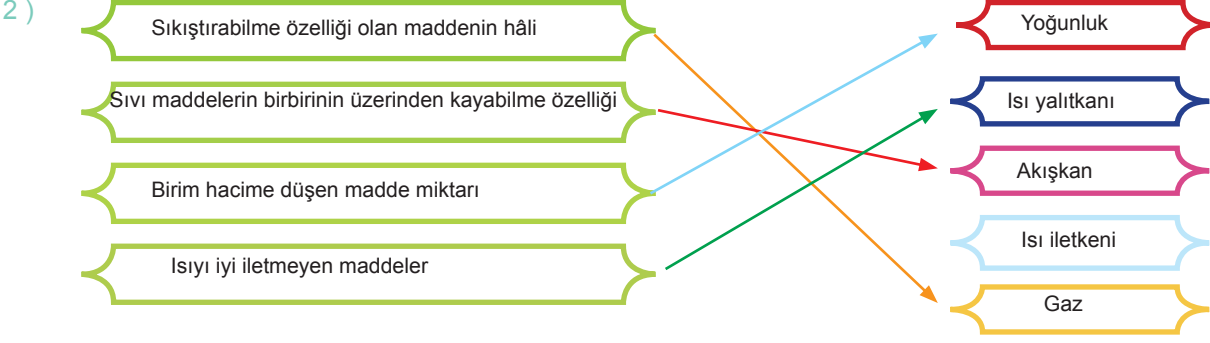 2 )
Sıkıştırabilme özelliği olan maddenin hâli
Sıvı maddelerin birbirinin üzerinden kayabilme özelliği
Birim hacime düşen madde miktarı
Isıyı iyi iletmeyen maddeler
Yoğunluk
Isı yalıtkanı
Akışkan
Isı iletkeni
Gaz